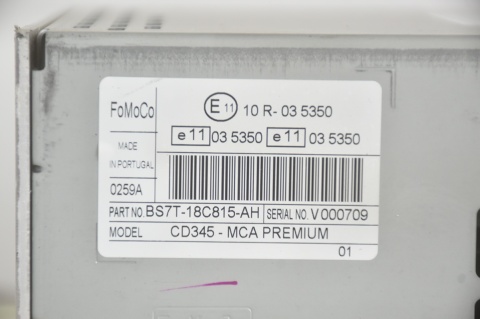 FoMoCo
E 11 10 R- 03 5350
e 11 03 5350 e 11 03 5350
MADE
IN PORTUGAL
0259A
PART NO. BS7T-18C815-AH SERIAL NO. V000709
MODEL CD345 - MCA PREMIUM
01